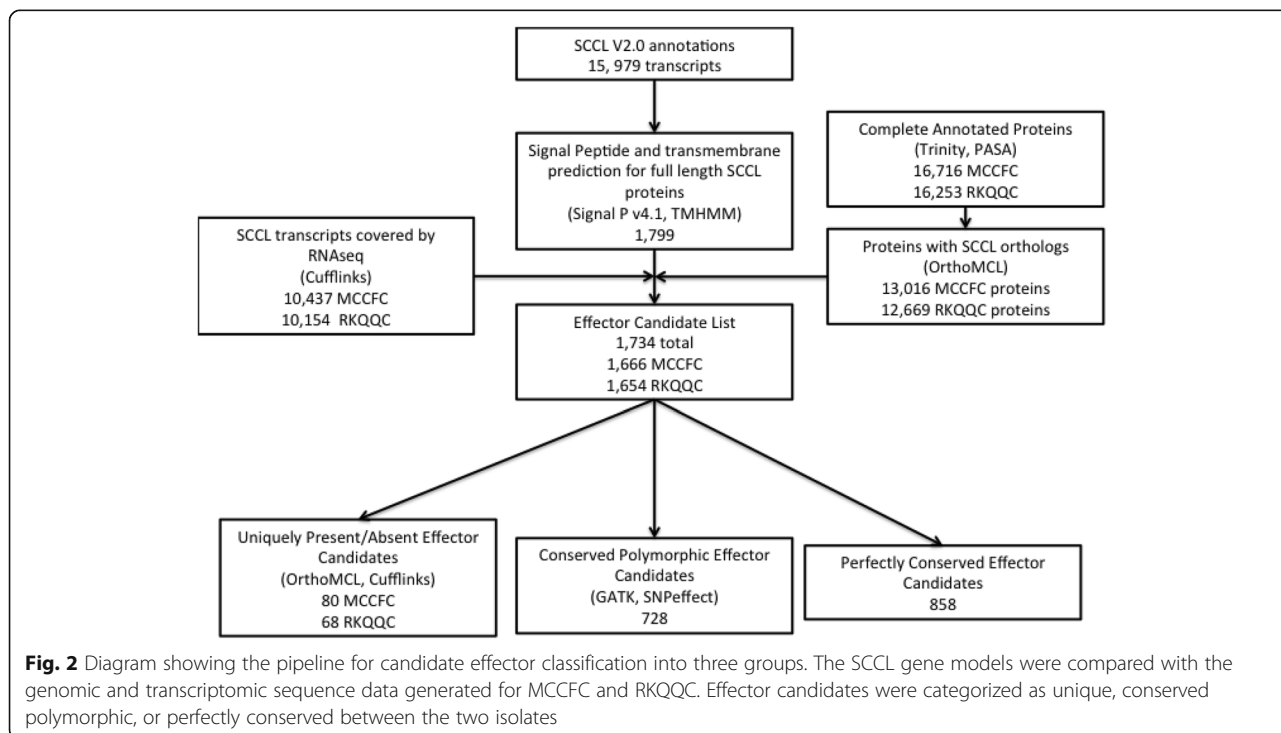 SCCL V2.0 annotations
15, 979 transcripts
Signal Peptide and transmembrane
prediction for full length SCCL
proteins
(Signal P v4.1, TMHMM)
1,799
Complete Annotated Proteins
(Trinity, PASA)
16,716 MCCFC
16,253 RKQQC
SCCL transcripts covered by
RNAseq
(Cufflinks)
10,437 MCCFC
10,154 RKQQC
Proteins with SCCL orthologs
(OrthoMCL)
13,016 MCCFC proteins
12,669 RKQQC proteins
Effector Candidate List
1,734 total
1,666 MCCFC
1,654 RKQQC
Uniquely Present/Absent Effector
Candidates
(OrthoMCL, Cufflinks)
80 MCCFC
68 RKQQC
Conserved Polymorphic Effector
Candidates
(GATK, SNPeffect)
728
Perfectly Conserved Effector
Candidates
858
Fig. 2 Diagram showing the pipeline for candidate effector classification into three groups. The SCCL gene models were compared with the
genomic and transcriptomic sequence data generated for MCCFC and RKQQC. Effector candidates were categorized as unique, conserved
polymorphic, or perfectly conserved between the two isolates